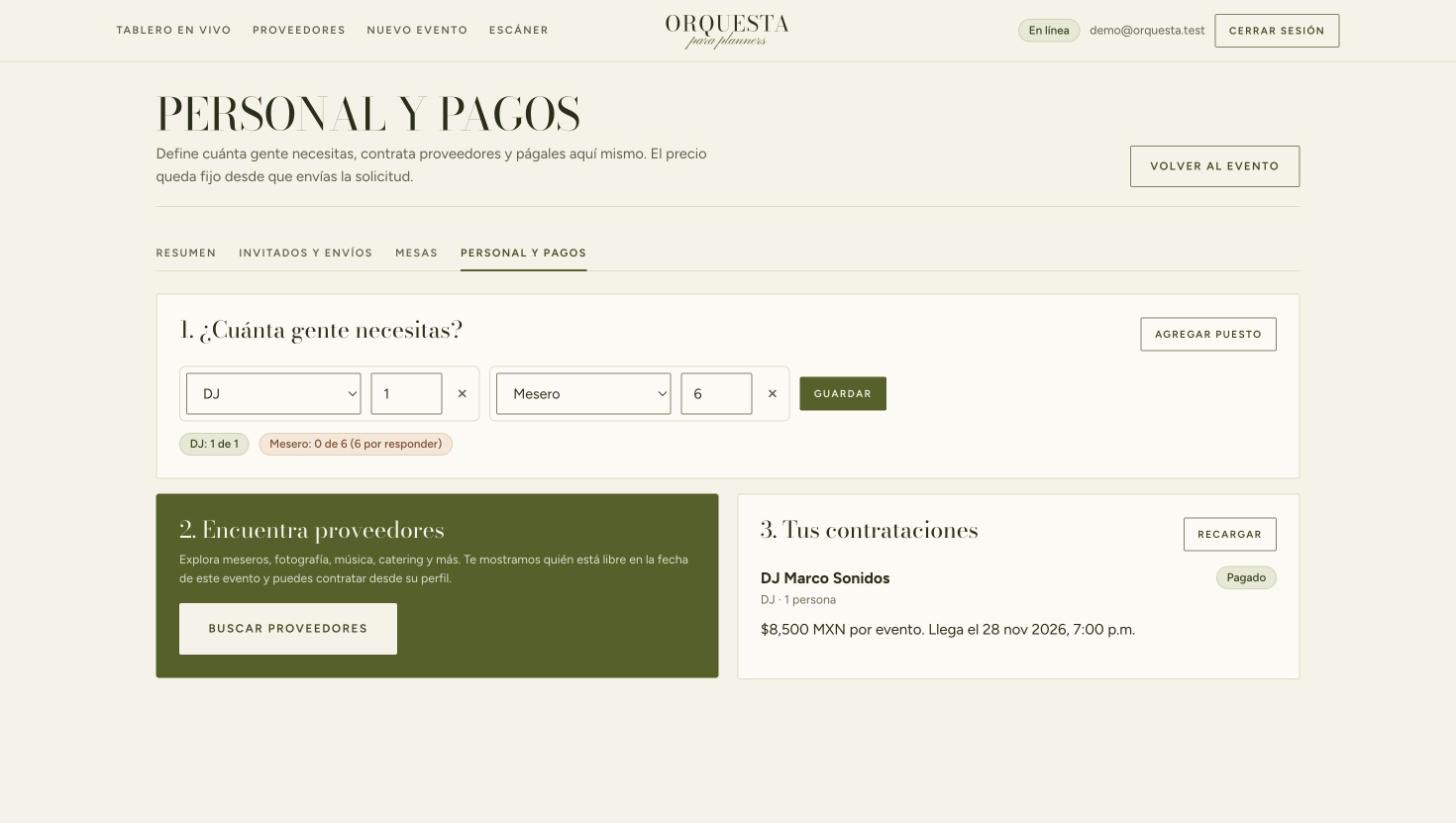 TABLERO EN VIVO PROVEEDORES NUEVO EVENTO ESCÁNER
ORQUESTA
para planners
En línea demo@orquesta.test CERRAR SESIÓN
PERSONAL Y PAGOS
Define cuánta gente necesitas, contrata proveedores y págales aquí mismo. El precio
queda fijo desde que envías la solicitud.
VOLVER AL EVENTO
RESUMEN INVITADOS Y ENVÍOS MESAS PERSONAL Y PAGOS
1. ¿Cuánta gente necesitas?
AGREGAR PUESTO
DJ 1 × Mesero 6 × GUARDAR
DJ: 1 de 1 Mesero: 0 de 6 (6 por responder)
2. Encuentra proveedores
Explora meseros, fotografía, música, catering y más. Te mostramos quién está libre en la fecha
de este evento y puedes contratar desde su perfil.
BUSCAR PROVEEDORES
3. Tus contrataciones
RECARGAR
DJ Marco Sonidos Pagado
DJ · 1 persona
$8,500 MXN por evento. Llega el 28 nov 2026, 7:00 p.m.